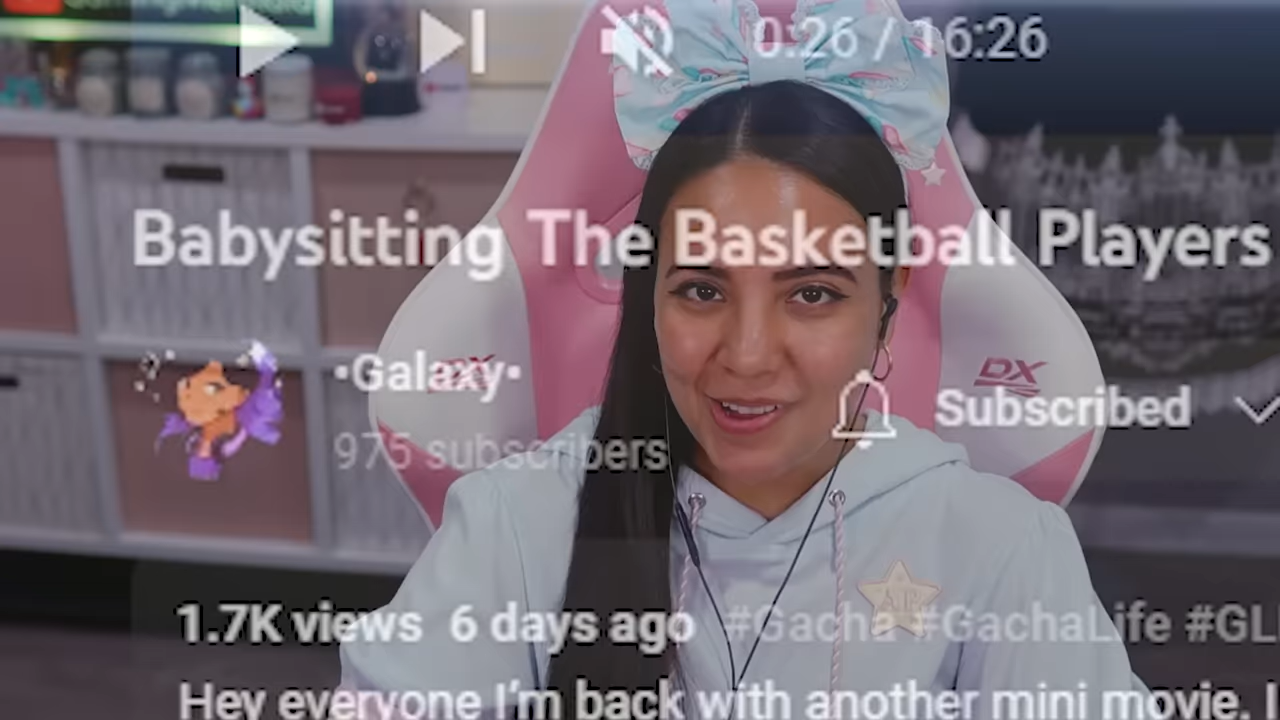 0:26 / 16:26
Babysitting The Basketball Players
·Galaxy·
975 subscribers
Subscribed
DX
DX
1.7K views 6 days ago #Gacha #GachaLife #GL
Hey everyone I'm back with another mini movie. I